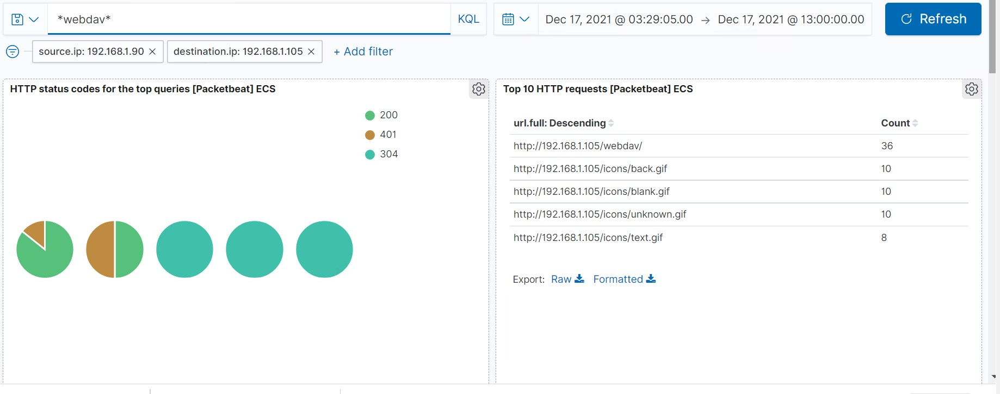 *webdav*
KQL
Dec 17, 2021 @ 03:29:05.00 → Dec 17, 2021 @ 13:00:00.00
Refresh
source.ip: 192.168.1.90 ×
destination.ip: 192.168.1.105 ×
+ Add filter
HTTP status codes for the top queries [Packetbeat] ECS
200
401
304
Top 10 HTTP requests [Packetbeat] ECS
url.full: Descending Count
http://192.168.1.105/webdav/ 36
http://192.168.1.105/icons/back.gif 10
http://192.168.1.105/icons/blank.gif 10
http://192.168.1.105/icons/unknown.gif 10
http://192.168.1.105/icons/text.gif 8
Export: Raw Formatted